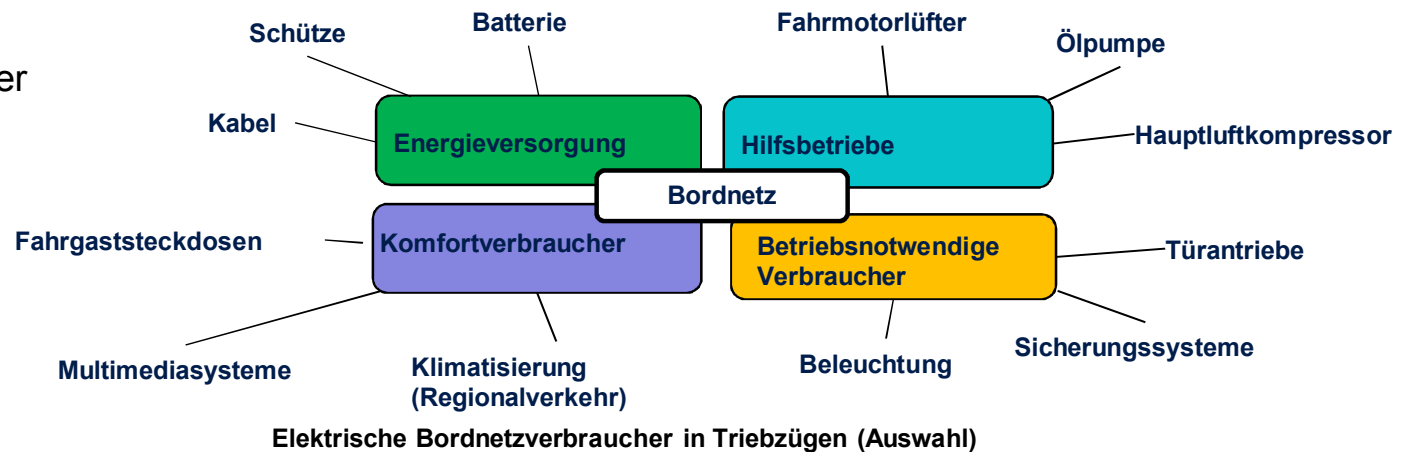 Schütze
Batterie
Fahrmotorlüfter
Ölpumpe
er
Kabel
Energieversorgung
Hilfsbetriebe
Hauptluftkompressor
Bordnetz
Fahrgaststeckdosen
Komfortverbraucher
Betriebsnotwendige
Verbraucher
Türantriebe
Multimediasysteme
Klimatisierung
(Regionalverkehr)
Beleuchtung
Sicherungssysteme
Elektrische Bordnetzverbraucher in Triebzügen (Auswahl)